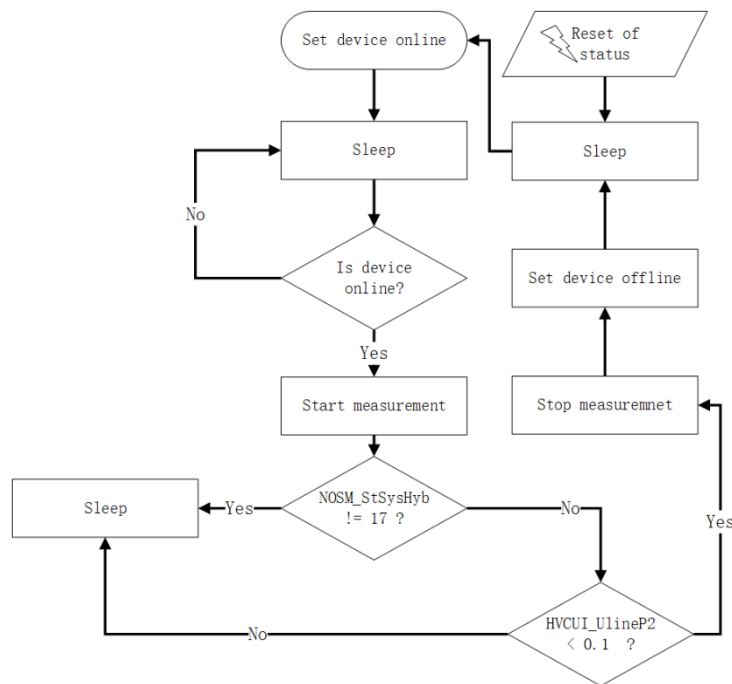 Set device online
Reset of
status
Sleep
Sleep
No
Is device
online?
Set device offline
Yes
Start measurement
Stop measuremnet
Sleep
Yes
NOSM_StSysHyb
!= 17 ?
No
Yes
No
HVCUI_UlineP2
< 0.1 ?